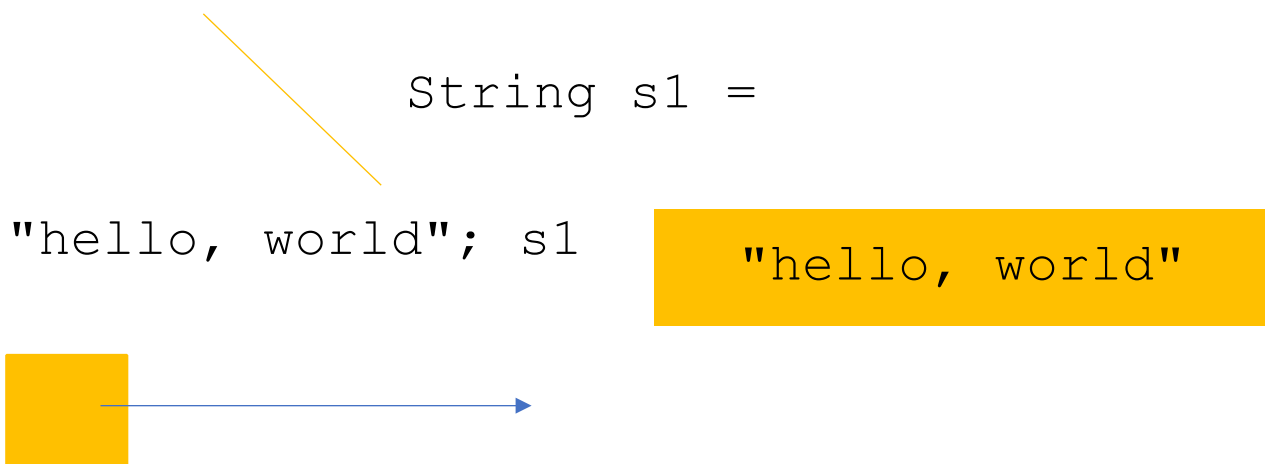 String s1 =
"hello, world"; s1
"hello, world"